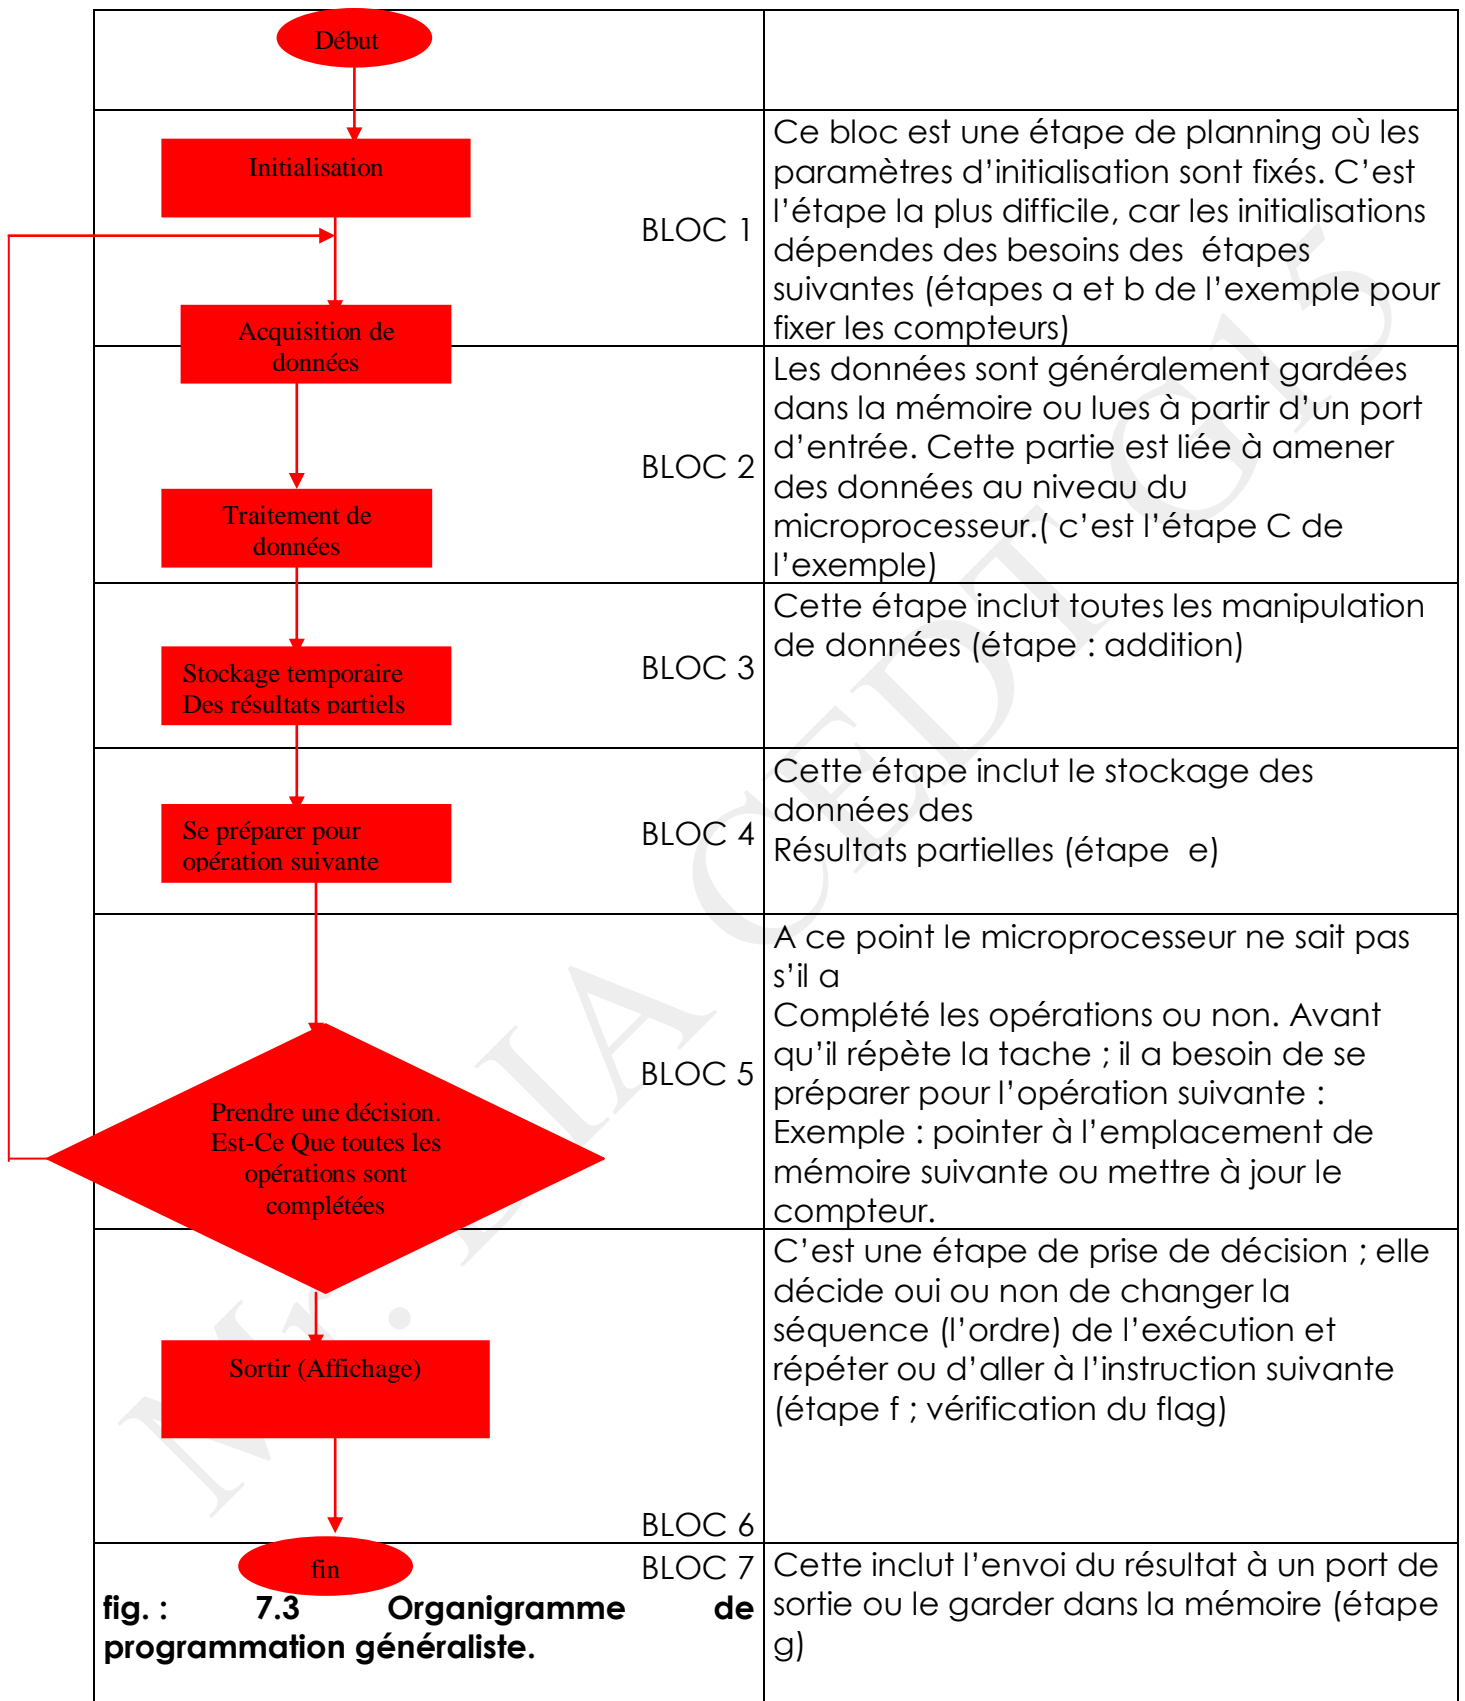 Début
Initialisation
BLOC 1
Ce bloc est une étape de planning où les
paramètres d’initialisation sont fixés. C’est
l’étape la plus difficile, car les initialisations
dépendes des besoins des  étapes
suivantes (étapes a et b de l’exemple pour
fixer les compteurs)
Acquisition de
données
BLOC 2
Les données sont généralement gardées
dans la mémoire ou lues à partir d’un port
d’entrée. Cette partie est liée à amener
des données au niveau du
microprocesseur.( c’est l’étape C de
l’exemple)
Traitement de
données
BLOC 3
Cette étape inclut toutes les manipulation
de données (étape : addition)
Stockage temporaire
Des résultats partiels
BLOC 4
Cette étape inclut le stockage des
données des
Résultats partielles (étape  e)
Se préparer pour
opération suivante
BLOC 5
A ce point le microprocesseur ne sait pas
s’il a
Complété les opérations ou non. Avant
qu’il répète la tache ; il a besoin de se
préparer pour l’opération suivante :
Exemple : pointer à l’emplacement de
mémoire suivante ou mettre à jour le
compteur.
Prendre une décision.
Est-Ce Que toutes les
opérations sont
complétées
C’est une étape de prise de décision ; elle
décide oui ou non de changer la
séquence (l’ordre) de l’exécution et
répéter ou d’aller à l’instruction suivante
(étape f ; vérification du flag)
Sortir (Affichage)
BLOC 6
fin
BLOC 7
fig. : 7.3 Organigramme de
programmation généraliste.
Cette inclut l’envoi du résultat à un port de
sortie ou le garder dans la mémoire (étape
g)
Mr. CEDT G15